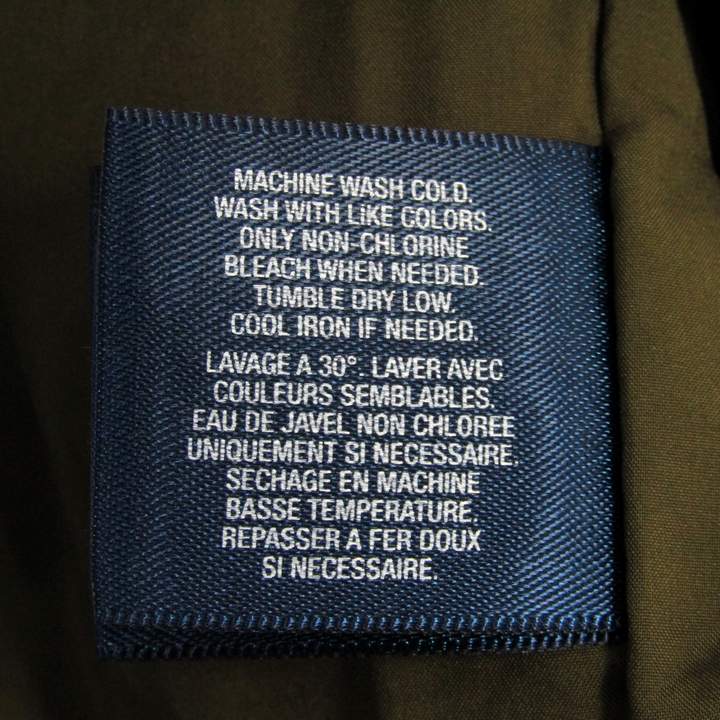 MACHINE WASH COLD.
WASH WITH LiKE COLORS.
ONLY NON-CHLORINE
BLEACH WHEN NEEDED.
TUMBLE DRY LOW.
COOL IRON IF NEEDED.
LAVAGE A 30°. LAVER AVEC
COULEURS SEMBLABLES.
EAU DE JAVEL NON CHLOREE
UNIQUEMENT SI NECESSAIRE.
SECHAGE EN MACHINE
BASSE TEMPERATURE.
REPASSER A FER DOUX
SI NECESSAIRE.